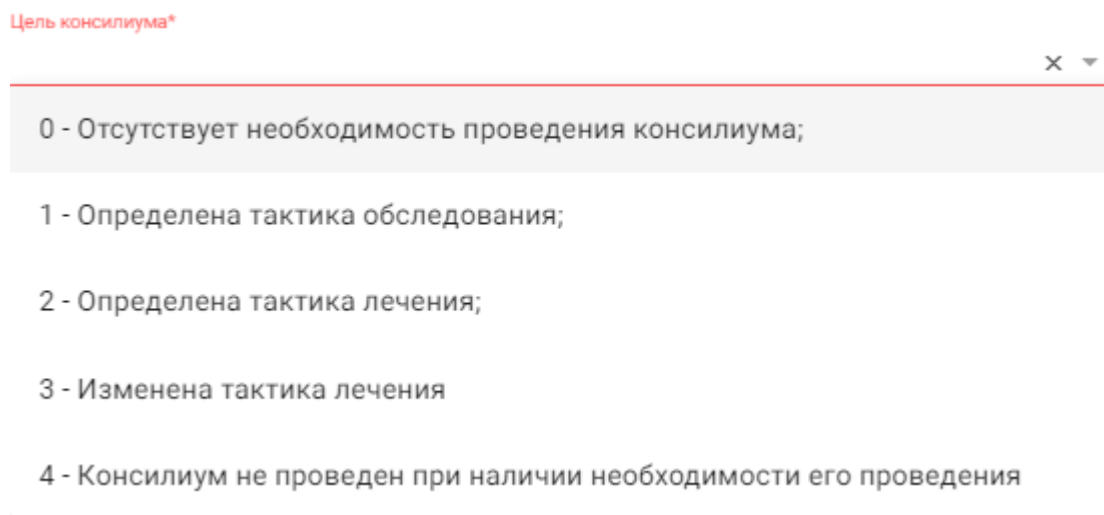 Цель консилиума*
0 - Отсутствует необходимость проведения консилиума;
1 - Определена тактика обследования;
2 - Определена тактика лечения;
3 - Изменена тактика лечения
4 - Консилиум не проведен при наличии необходимости его проведения